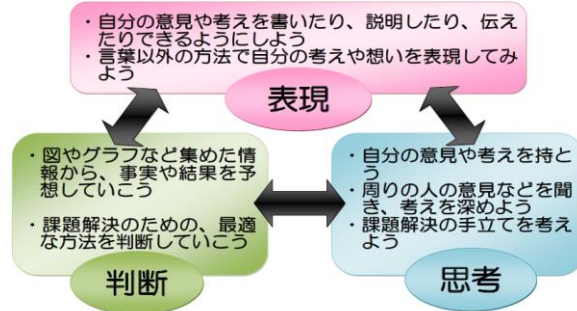 ・自分の意見や考えを書いたり、説明したり、伝え
たりできるようにしよう
・言葉以外の方法で自分の考えや想いを表現してみ
よう
表現
・図やグラフなど集めた情
報から、事実や結果を予
想していこう
・課題解決のための、最適
な方法を判断していこう
判断
・自分の意見や考えを持と
う
・周りの人の意見などを聞
き、考えを深めよう
・課題解決の手立てを考え
よう
思考